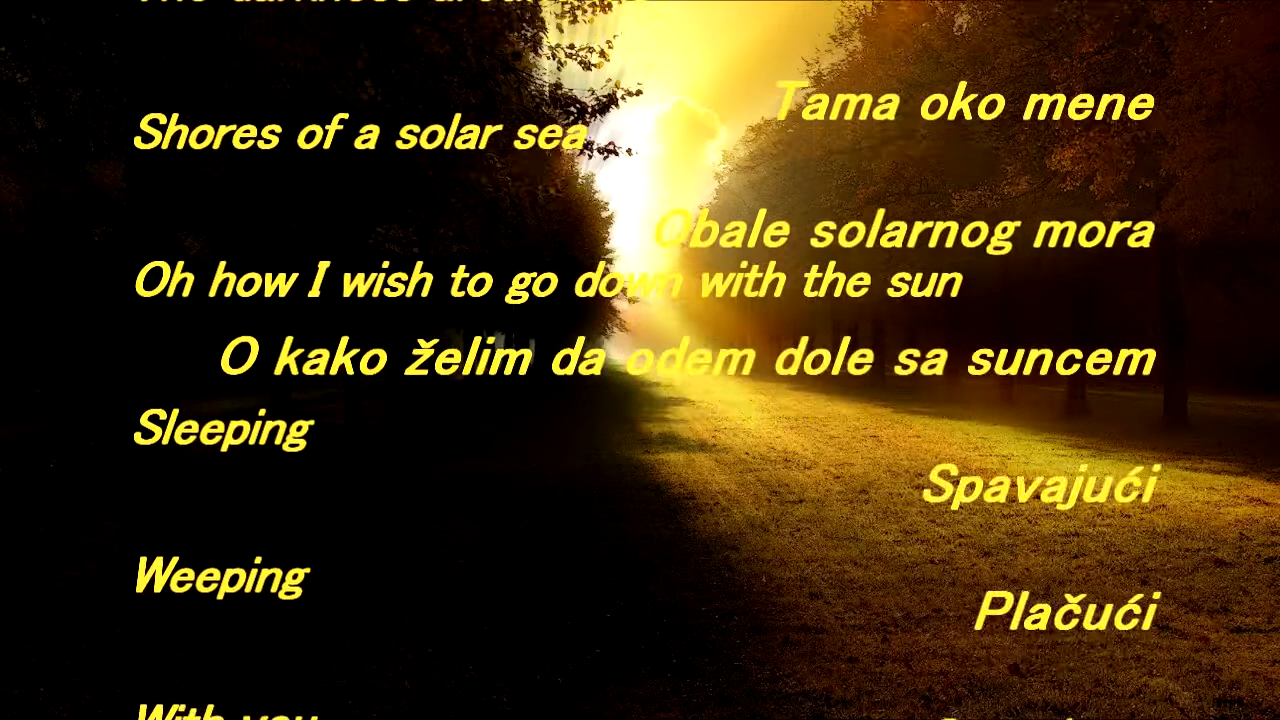 Tama oko mene
Shores of a solar sea
Obale solarnog mora
Oh how I wish to go down with the sun
O kako želim da odem dole sa suncem
Sleeping
Spavajući
Weeping
Plačući
With you